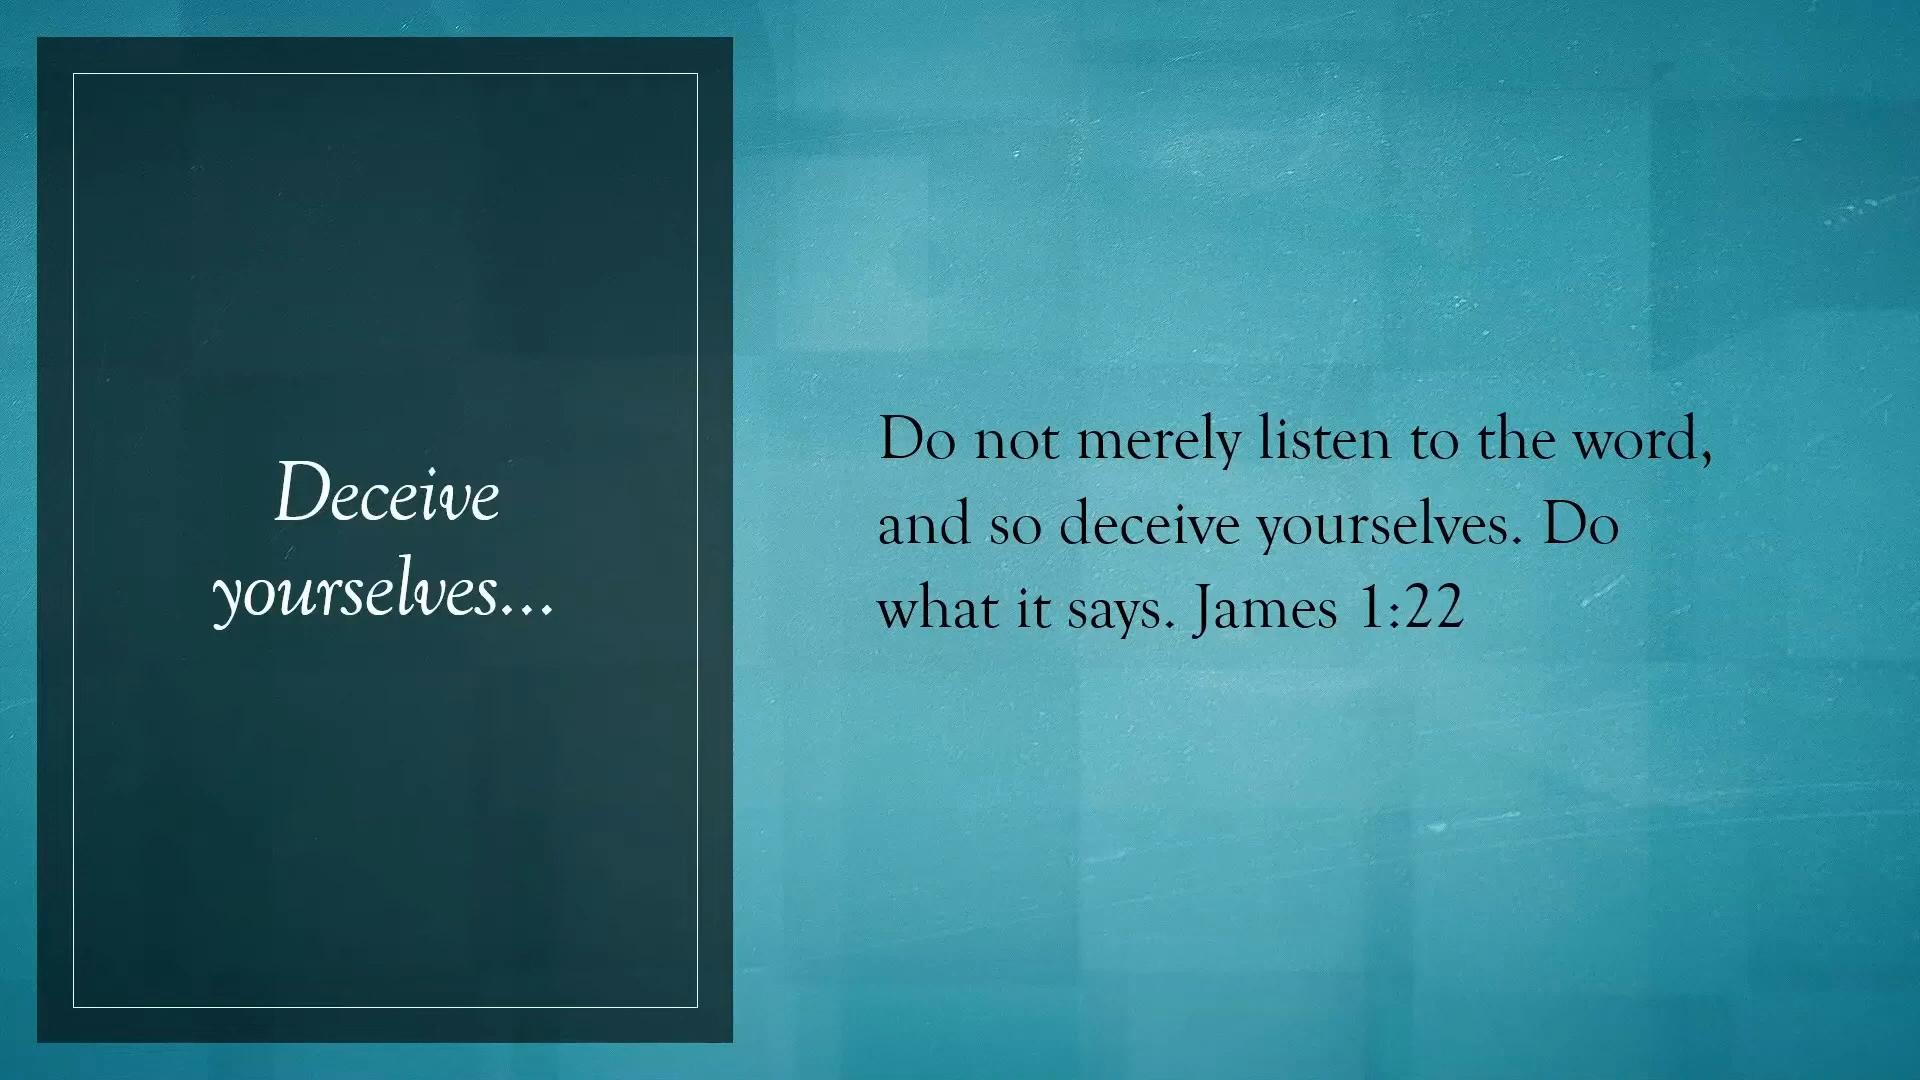 Deceive
yourselves...
Do not merely listen to the word,
and so deceive yourselves. Do
what it says. James 1:22